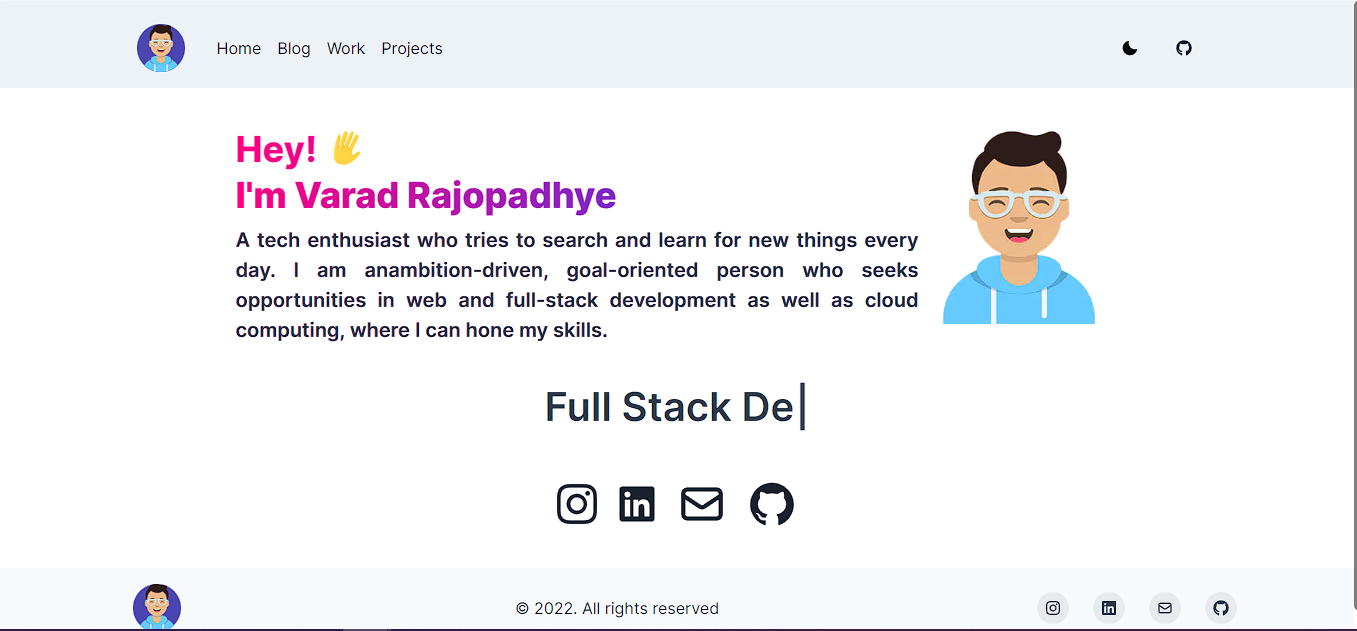 Home Blog Work Projects
Hey! 👋
I'm Varad Rajopadhye
A tech enthusiast who tries to search and learn for new things every
day. I am anambition-driven, goal-oriented person who seeks
opportunities in web and full-stack development as well as cloud
computing, where I can hone my skills.
Full Stack De|
in
© 2022. All rights reserved
in